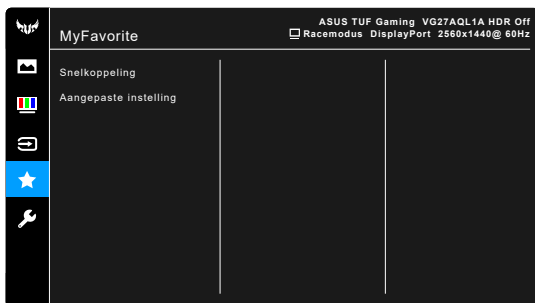 ASUS TUF Gaming VG27AQL1A HDR Off
MyFavorite
Racemodus DisplayPort 2560x1440@ 60Hz
Snelkoppeling
Aangepaste instelling